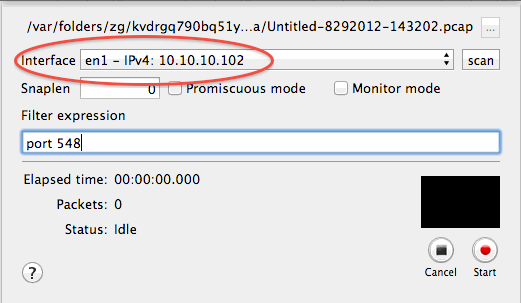 /var/folders/zg/kvdrgq790bq51y...a/Untitled-8292012-143202.pcap ...
Interface en1 - IPv4: 10.10.10.102 scan
Snaplen 0 Promiscuous mode Monitor mode
Filter expression
port 548
Elapsed time: 00:00:00.000
Packets: 0
Status: Idle
Cancel Start
?